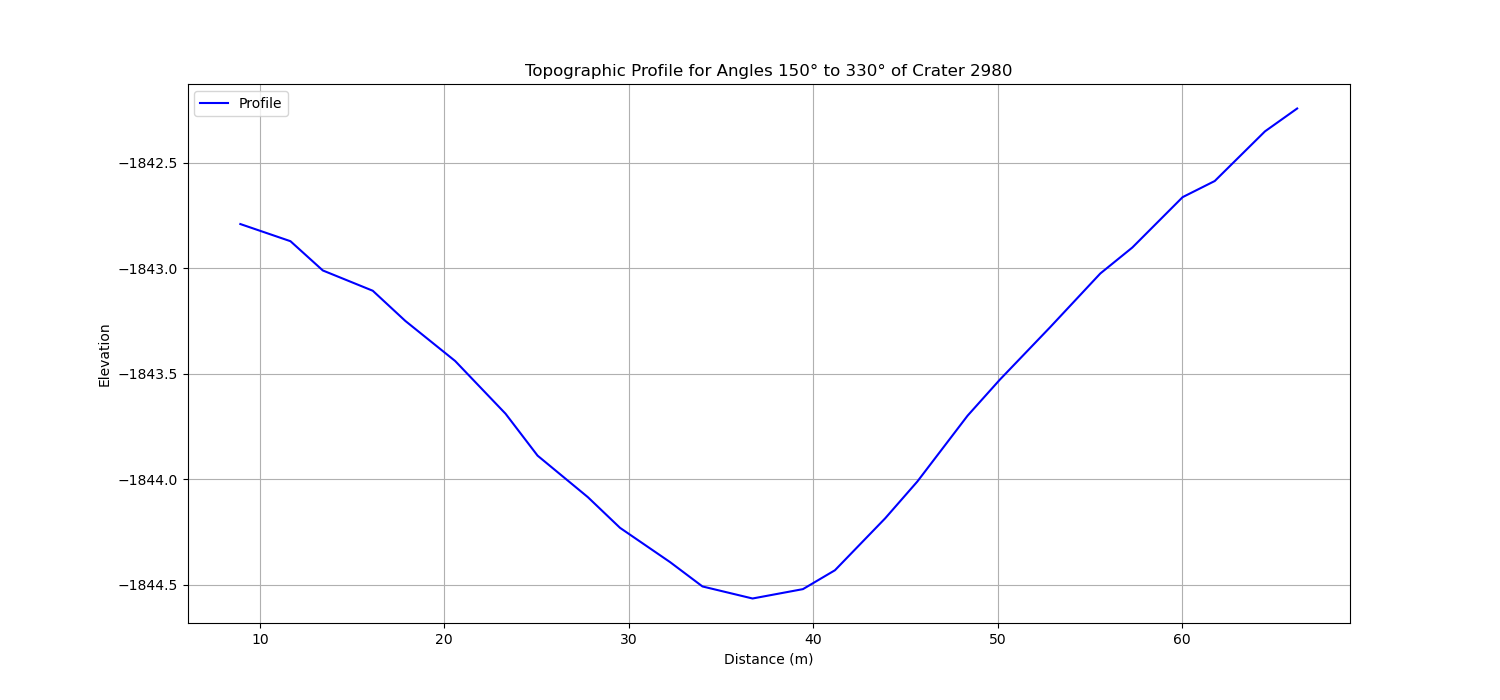 Topographic Profile for Angles 150° to 330° of Crater 2980
Profile
Elevation
−1842.5
−1843.0
−1843.5
−1844.0
−1844.5
10 20 30 40 50 60
Distance (m)